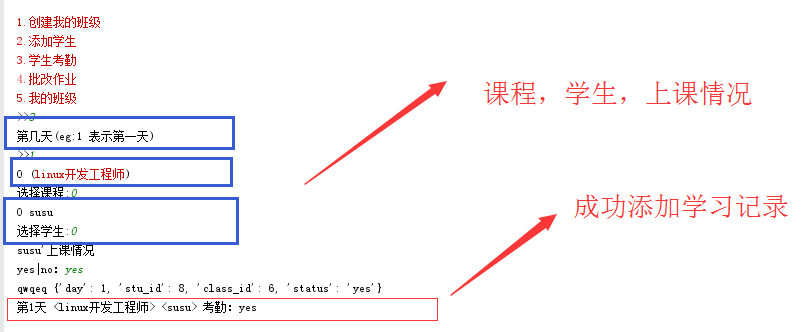 1.创建我的班级
2.添加学生
3.学生考勤
4.批改作业
5.我的班级
>>3
第几天(eg:1 表示第一天)
>>1
0 (linux开发工程师)
选择课程:0
0 susu
选择学生:0
susu'上课情况
yes|no: yes
qwqeq {'day': 1, 'stu_id': 8, 'class_id': 6, 'status': 'yes'}
第1天 <linux开发工程师> <susu> 考勤: yes
课程，学生，上课情况
成功添加学习记录